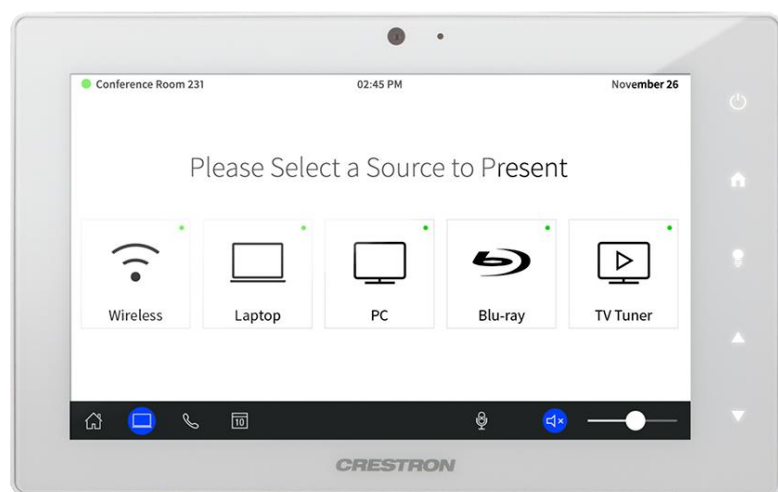 Conference Room 231 02:45 PM November 26
Please Select a Source to Present
Wireless Laptop PC Blu-ray TV Tuner
10
CRESTRON